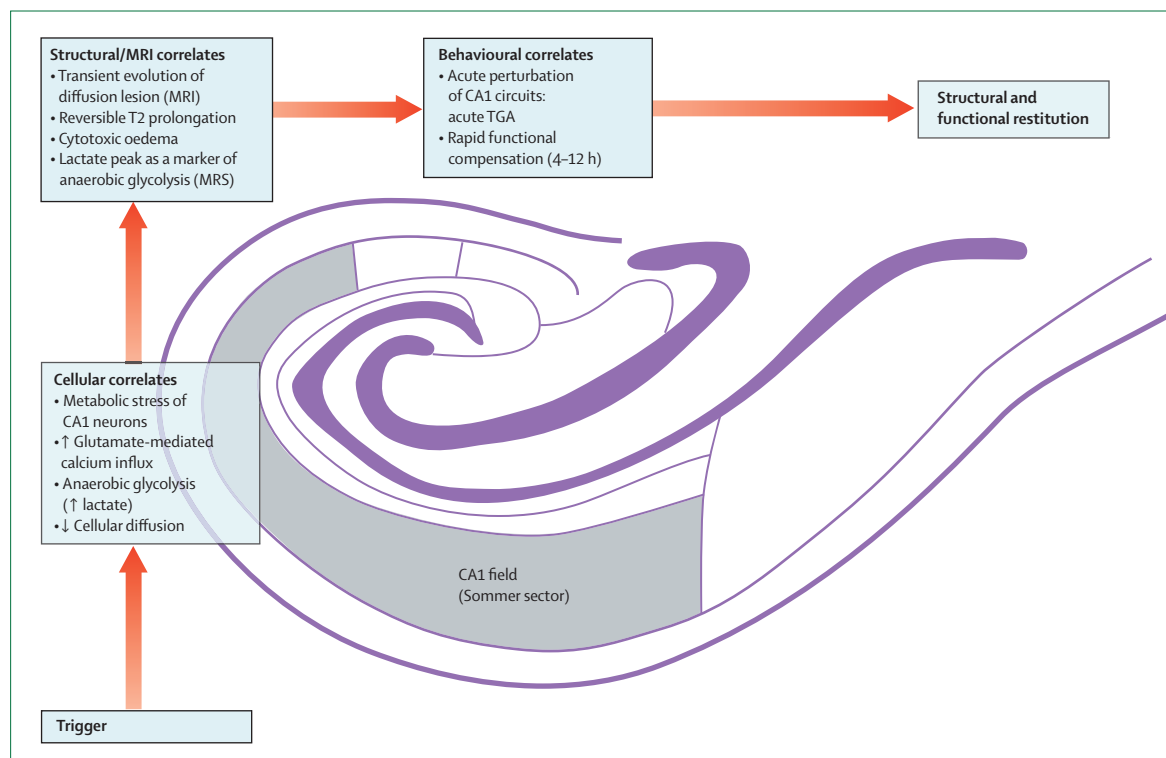 Structural/MRI correlates
• Transient evolution of
diffusion lesion (MRI)
• Reversible T2 prolongation
• Cytotoxic oedema
• Lactate peak as a marker of
anaerobic glycolysis (MRS)
Behavioural correlates
• Acute perturbation
of CA1 circuits:
acute TGA
• Rapid functional
compensation (4–12 h)
Structural and
functional restitution
Cellular correlates
• Metabolic stress of
CA1 neurons
• ↑ Glutamate-mediated
calcium influx
• Anaerobic glycolysis
(↑ lactate)
• ↓ Cellular diffusion
CA1 field
(Sommer sector)
Trigger